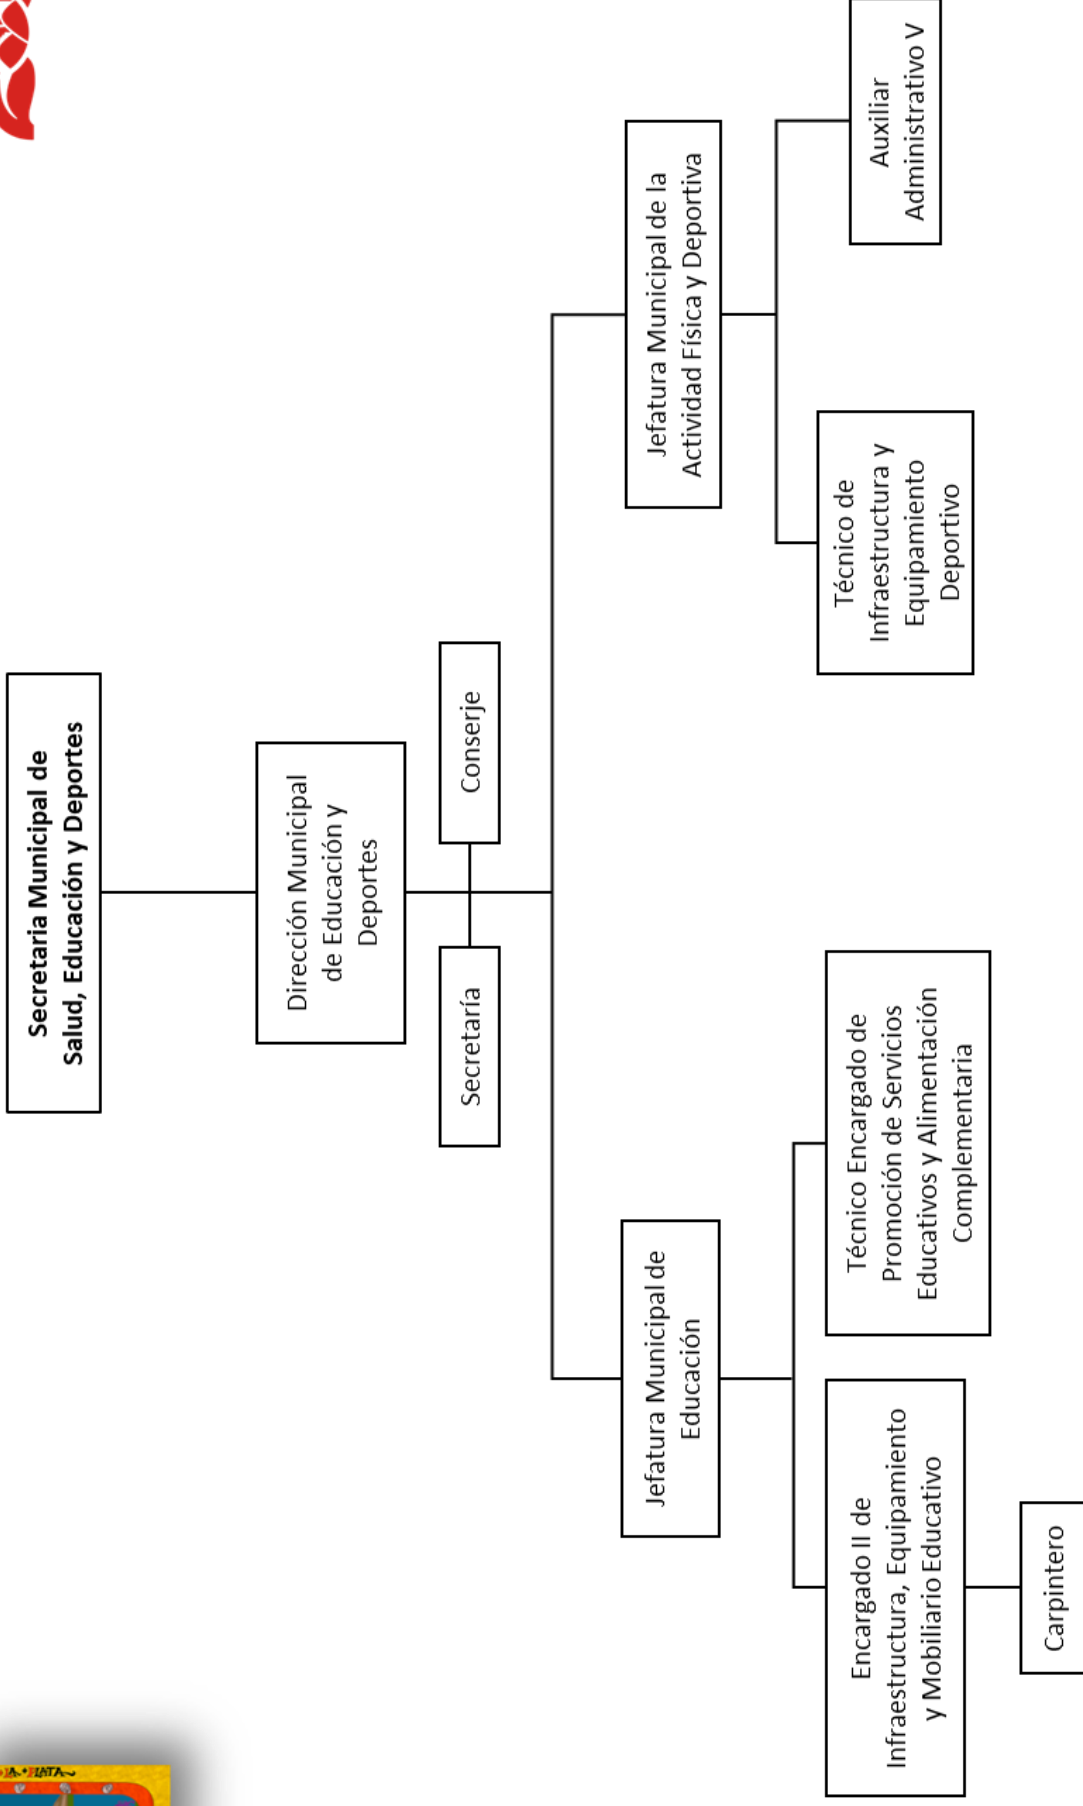 Secretaria Municipal de
Salud, Educación y Deportes
Dirección Municipal
de Educación y
Deportes
Secretaría
Conserje
Jefatura Municipal de
Educación
Jefatura Municipal de la
Actividad Física y Deportiva
Encargado II de
Infraestructura, Equipamiento
y Mobiliario Educativo
Técnico Encargado de
Promoción de Servicios
Educativos y Alimentación
Complementaria
Técnico de
Infraestructura y
Equipamiento
Deportivo
Auxiliar
Administrativo V
Carpintero
LA PLATA